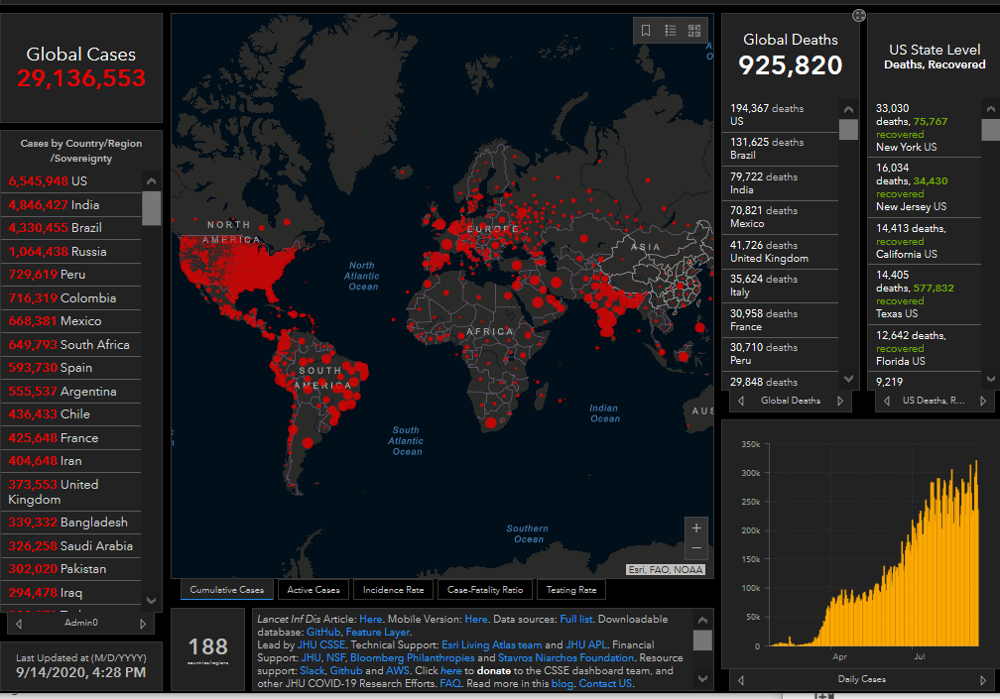 Global Cases
29,136,553
Cases by Country/Region
/Sovereignty
6,545,948 US
4,846,427 India
4,330,455 Brazil
1,064,438 Russia
729,619 Peru
716,319 Colombia
668,381 Mexico
649,793 South Africa
593,730 Spain
555,537 Argentina
436,433 Chile
425,648 France
404,648 Iran
373,553 United
Kingdom
339,332 Bangladesh
326,258 Saudi Arabia
302,020 Pakistan
294,478 Iraq
Admin0
Last Updated at (M/D/YYYY)
9/14/2020, 4:28 PM
NORTH
AMERICA
North
Atlantic
Ocean
EUROPE
ASIA
AFRICA
SOUTH
AMERICA
South
Atlantic
Ocean
Indian
Ocean
AUS
Southern
Ocean
Esri, FAO, NOAA
Cumulative Cases
Active Cases
Incidence Rate
Case-Fatality Ratio
Testing Rate
188
countries/regions
Lancet Inf Dis Article: Here. Mobile Version: Here. Data sources: Full list. Downloadable
database: GitHub, Feature Layer.
Lead by JHU CSSE. Technical Support: Esri Living Atlas team and JHU APL. Financial
Support: JHU, NSF, Bloomberg Philanthropies and Stavros Niarchos Foundation. Resource
support: Slack, Github and AWS. Click here to donate to the CSSE dashboard team, and
other JHU COVID-19 Research Efforts. FAQ. Read more in this blog. Contact US.
Global Deaths
925,820
194,367 deaths
US
131,625 deaths
Brazil
79,722 deaths
India
70,821 deaths
Mexico
41,726 deaths
United Kingdom
35,624 deaths
Italy
30,958 deaths
France
30,710 deaths
Peru
29,848 deaths
Global Deaths
US State Level
Deaths, Recovered
33,030
deaths, 75,767
recovered
New York US
16,034
deaths, 34,430
recovered
New Jersey US
14,413 deaths,
recovered
California US
14,405
deaths, 577,832
recovered
Texas US
12,642 deaths,
recovered
Florida US
9,219
US Deaths, R...
350k
300k
250k
200k
150k
100k
50k
0
Apr
Jul
Daily Cases